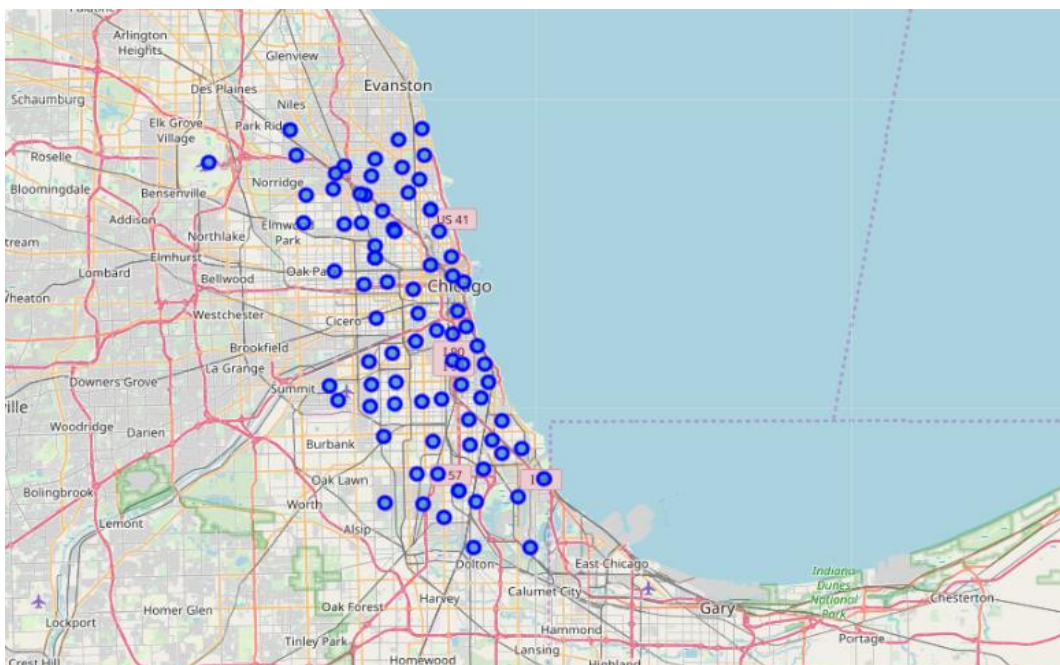 Arlington
Heights
Glenview
Evanston
Schaumburg
Des Plaines
Niles
Elk Grove
Village
Park
Roselle
Norridge
Bloomingdale
Bensenville
Addison
Elmwood
Park
US 41
Northlake
Elmhurst
Lombard
Oak
Bellwood
Chicago
Wheaton
Westchester
Cicero
Brookfield
I 90
La Grange
Downers Grove
Summit
ville
Woodridge
Darien
Burbank
Oak Lawn
57
I
Bolingbrook
Worth
Lemont
Alsip
Dolton
East Chicago
Indiana
Dunes
National
Park
Calumet City
Chesterton
Homer Glen
Oak Forest
Harvey
Gary
Lockport
Hammond
Portage
Tinley Park
Lansing
Crest Hill
Homewood
Highland